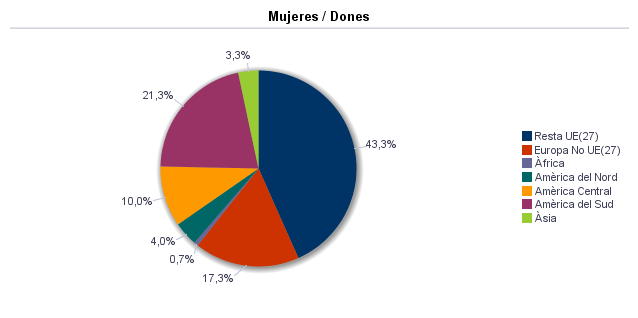 Mujeres / Dones
3,3%
21,3%
43,3%
10,0%
4,0%
0,7%
17,3%
Resta UE(27)
Europa No UE(27)
Àfrica
Amèrica del Nord
Amèrica Central
Amèrica del Sud
Àsia